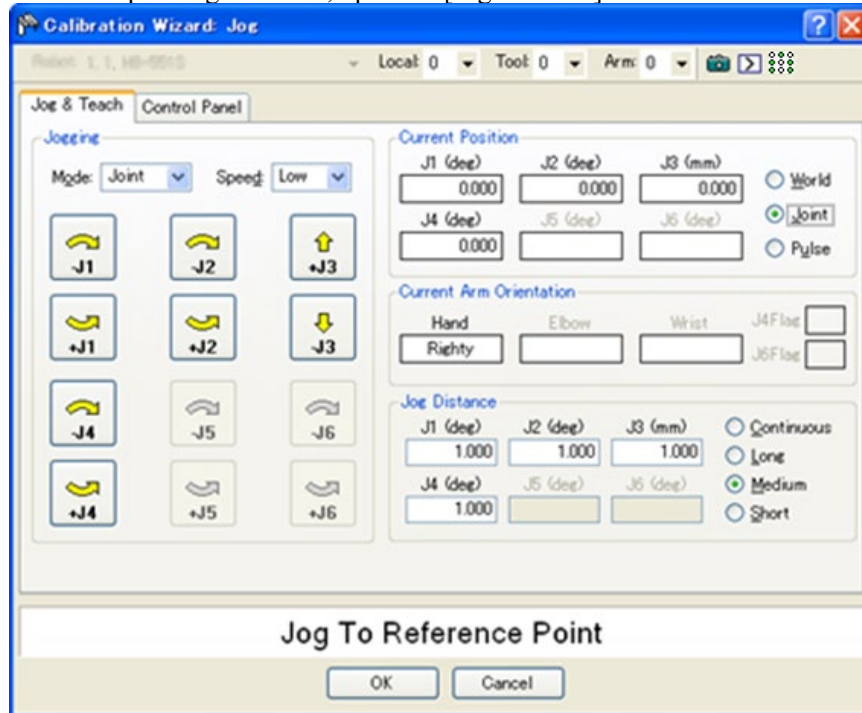 Calibration Wizard: Jog
Robot: 1, 1, H8-5513 Local: 0 Tool: 0 Arm: 0
Jog & Teach Control Panel
Jogging
Mode: Joint Speed: Low
-J1 -J2 +J3
+J1 +J2 -J3
-J4 -J5 -J6
+J4 +J5 +J6
Current Position
J1 (deg) J2 (deg) J3 (mm)
0.000 0.000 0.000
World
J4 (deg) J5 (deg) J6 (deg)
Joint
0.000
Pulse
Current Arm Orientation
Hand Elbow Wrist J4Flag
Righty J6Flag
Jog Distance
J1 (deg) J2 (deg) J3 (mm) Continuous
1.000 1.000 1.000 Long
J4 (deg) J5 (deg) J6 (deg) Medium
1.000 Short
Jog To Reference Point
OK Cancel